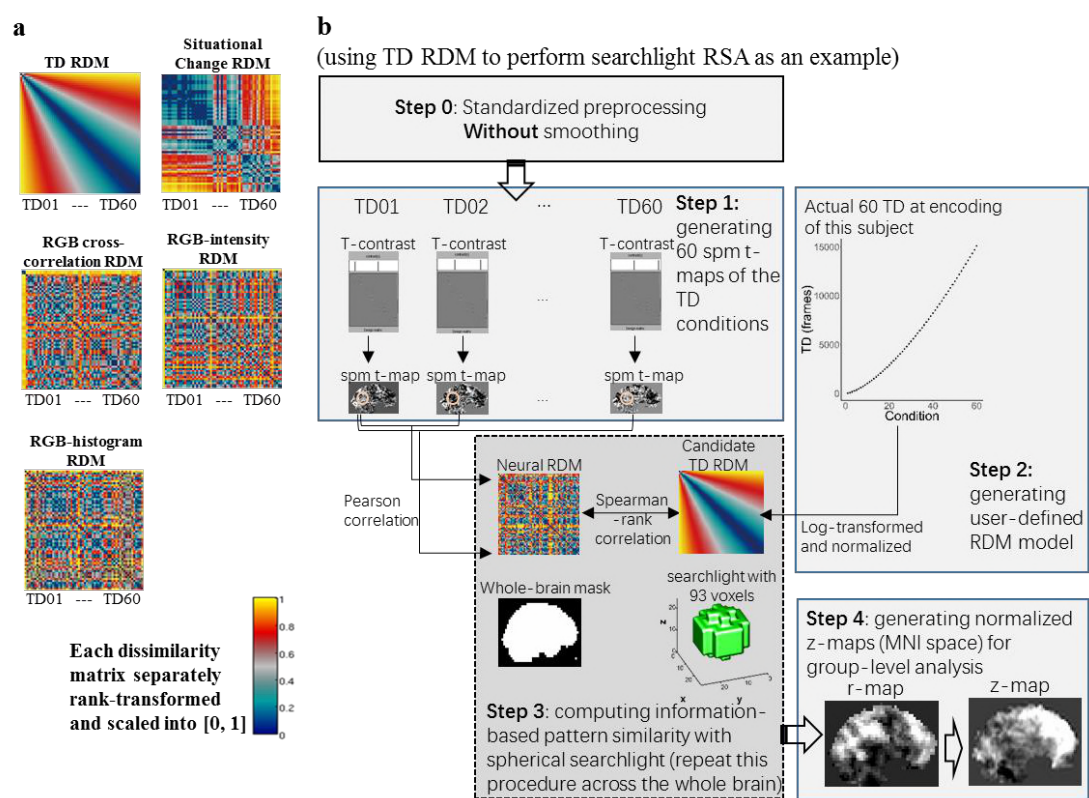 a
TD RDM
TD01 --- TD60
Situational
Change RDM
TD01 --- TD60
RGB cross-
correlation RDM
TD01 --- TD60
RGB-intensity
RDM
TD01 --- TD60
RGB-histogram
RDM
TD01 --- TD60
Each dissimilarity
matrix separately
rank-transformed
and scaled into [0, 1]
1
0.8
0.6
0.4
0.2
0
b
(using TD RDM to perform searchlight RSA as an example)
Step 0: Standardized preprocessing
Without smoothing
TD01 TD02 ... TD60
T-contrast T-contrast T-contrast
...
spm t-map spm t-map spm t-map
...
Step 1:
generating
60 spm t-
maps of the
TD
conditions
Actual 60 TD at encoding
of this subject
TD (frames)
15000
10000
5000
0
0 20 40 60
Condition
Step 2:
generating
user-defined
RDM model
Log-transformed
and normalized
Pearson
correlation
Neural RDM
Spearman
-rank
correlation
Candidate
TD RDM
Whole-brain mask
searchlight with
93 voxels
z
20
10
0
x
y
Step 3: computing information-
based pattern similarity with
spherical searchlight (repeat this
procedure across the whole brain)
Step 4: generating normalized
z-maps (MNI space) for
group-level analysis
r-map z-map